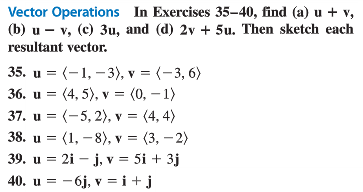 Vector Operations In Exercises 35–40, find (a) u + v,
(b) u − v, (c) 3u, and (d) 2v + 5u. Then sketch each
resultant vector.
35. u = ⟨−1, −3⟩, v = ⟨−3, 6⟩
36. u = ⟨4, 5⟩, v = ⟨0, −1⟩
37. u = ⟨−5, 2⟩, v = ⟨4, 4⟩
38. u = ⟨1, −8⟩, v = ⟨3, −2⟩
39. u = 2i − j, v = 5i + 3j
40. u = −6j, v = i + j